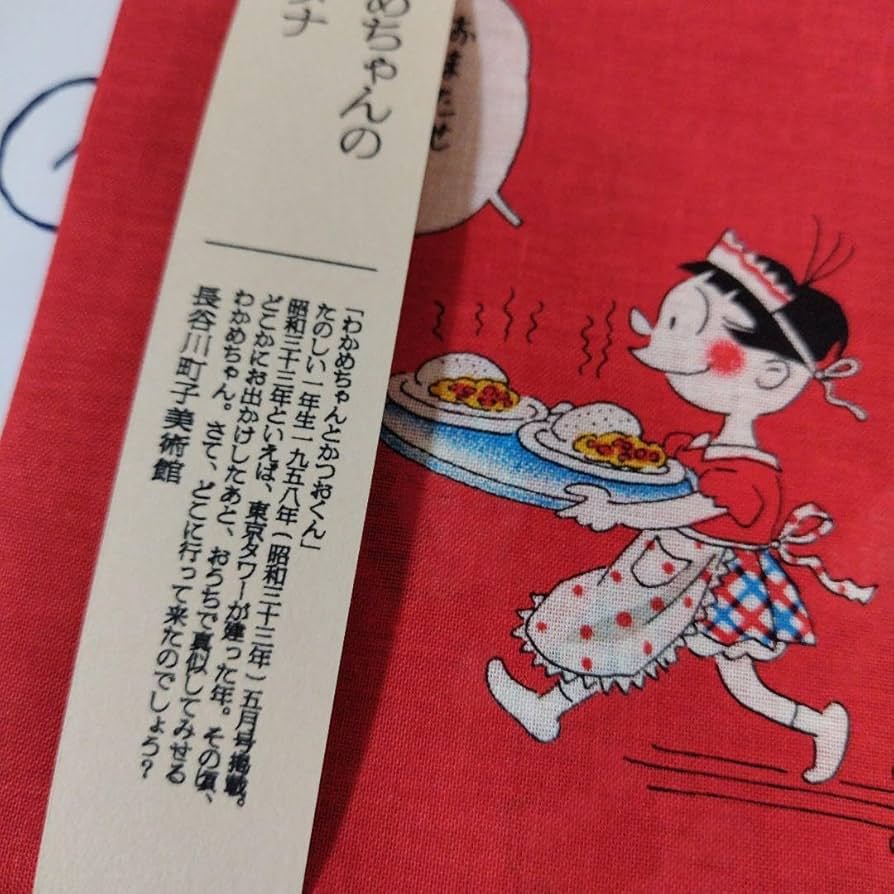 おまたせ
めちゃんの
ナ
「わかめちゃんとかつおくん」
たのしい一年生一九五八年(昭和三十三年)五月号掲載。
昭和三十三年といえば、東京タワーが建った年。その頃、
どこかにお出かけしたあと、おうちで真似してみせる
わかめちゃん。さて、どこに行って来たのでしょう?
長谷川町子美術館